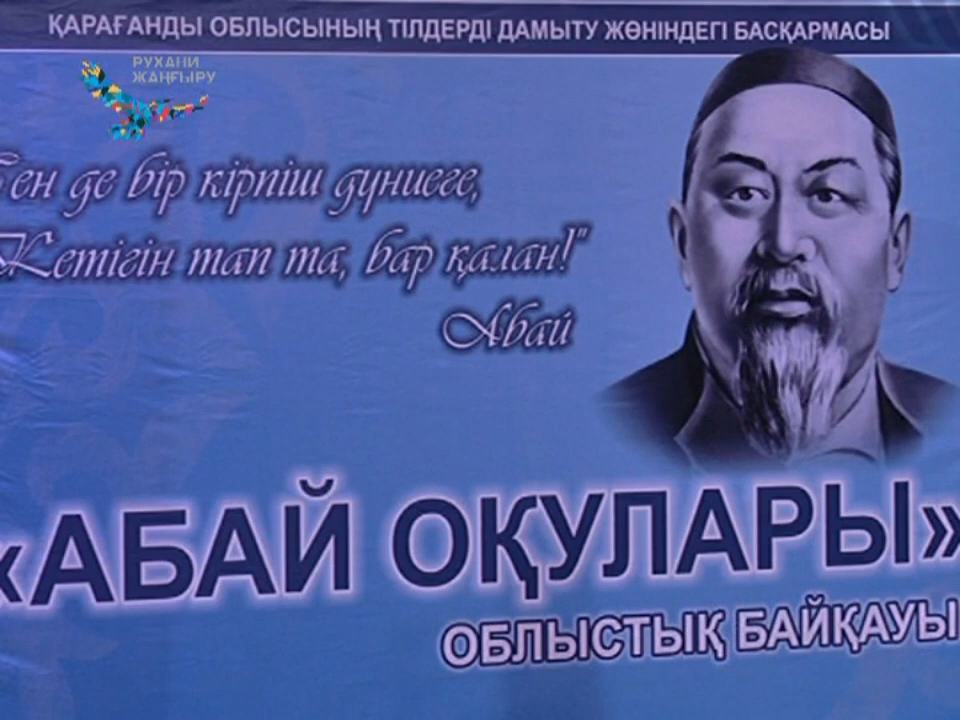 ҚАРАҒАНДЫ ОБЛЫСЫНЫҢ ТІЛДЕРДІ ДАМЫТУ ЖӨНІНДЕГІ БАСҚАРМАСЫ
РУХАНИ
ЖАҢҒЫРУ
де бір кірпіш дүниеге,
Кетігін тап та, бар қалан!"
Абай
«АБАЙ ОҚУЛАРЫ»
ОБЛЫСТЫҚ БАЙҚАУЫ